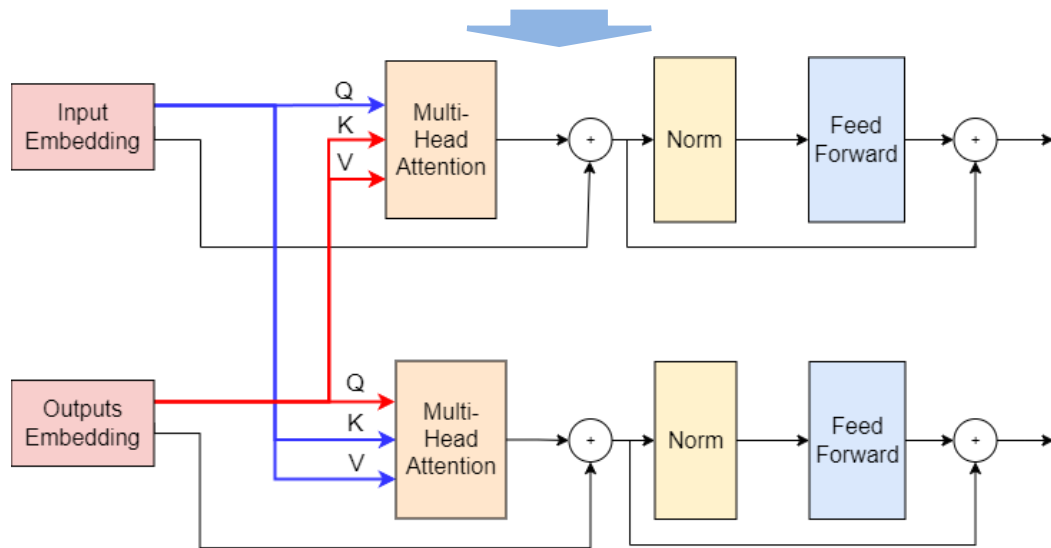 Input
Embedding
Q
K
V
Multi-
Head
Attention
+
Norm
Feed
Forward
+
Outputs
Embedding
Q
K
V
Multi-
Head
Attention
+
Norm
Feed
Forward
+